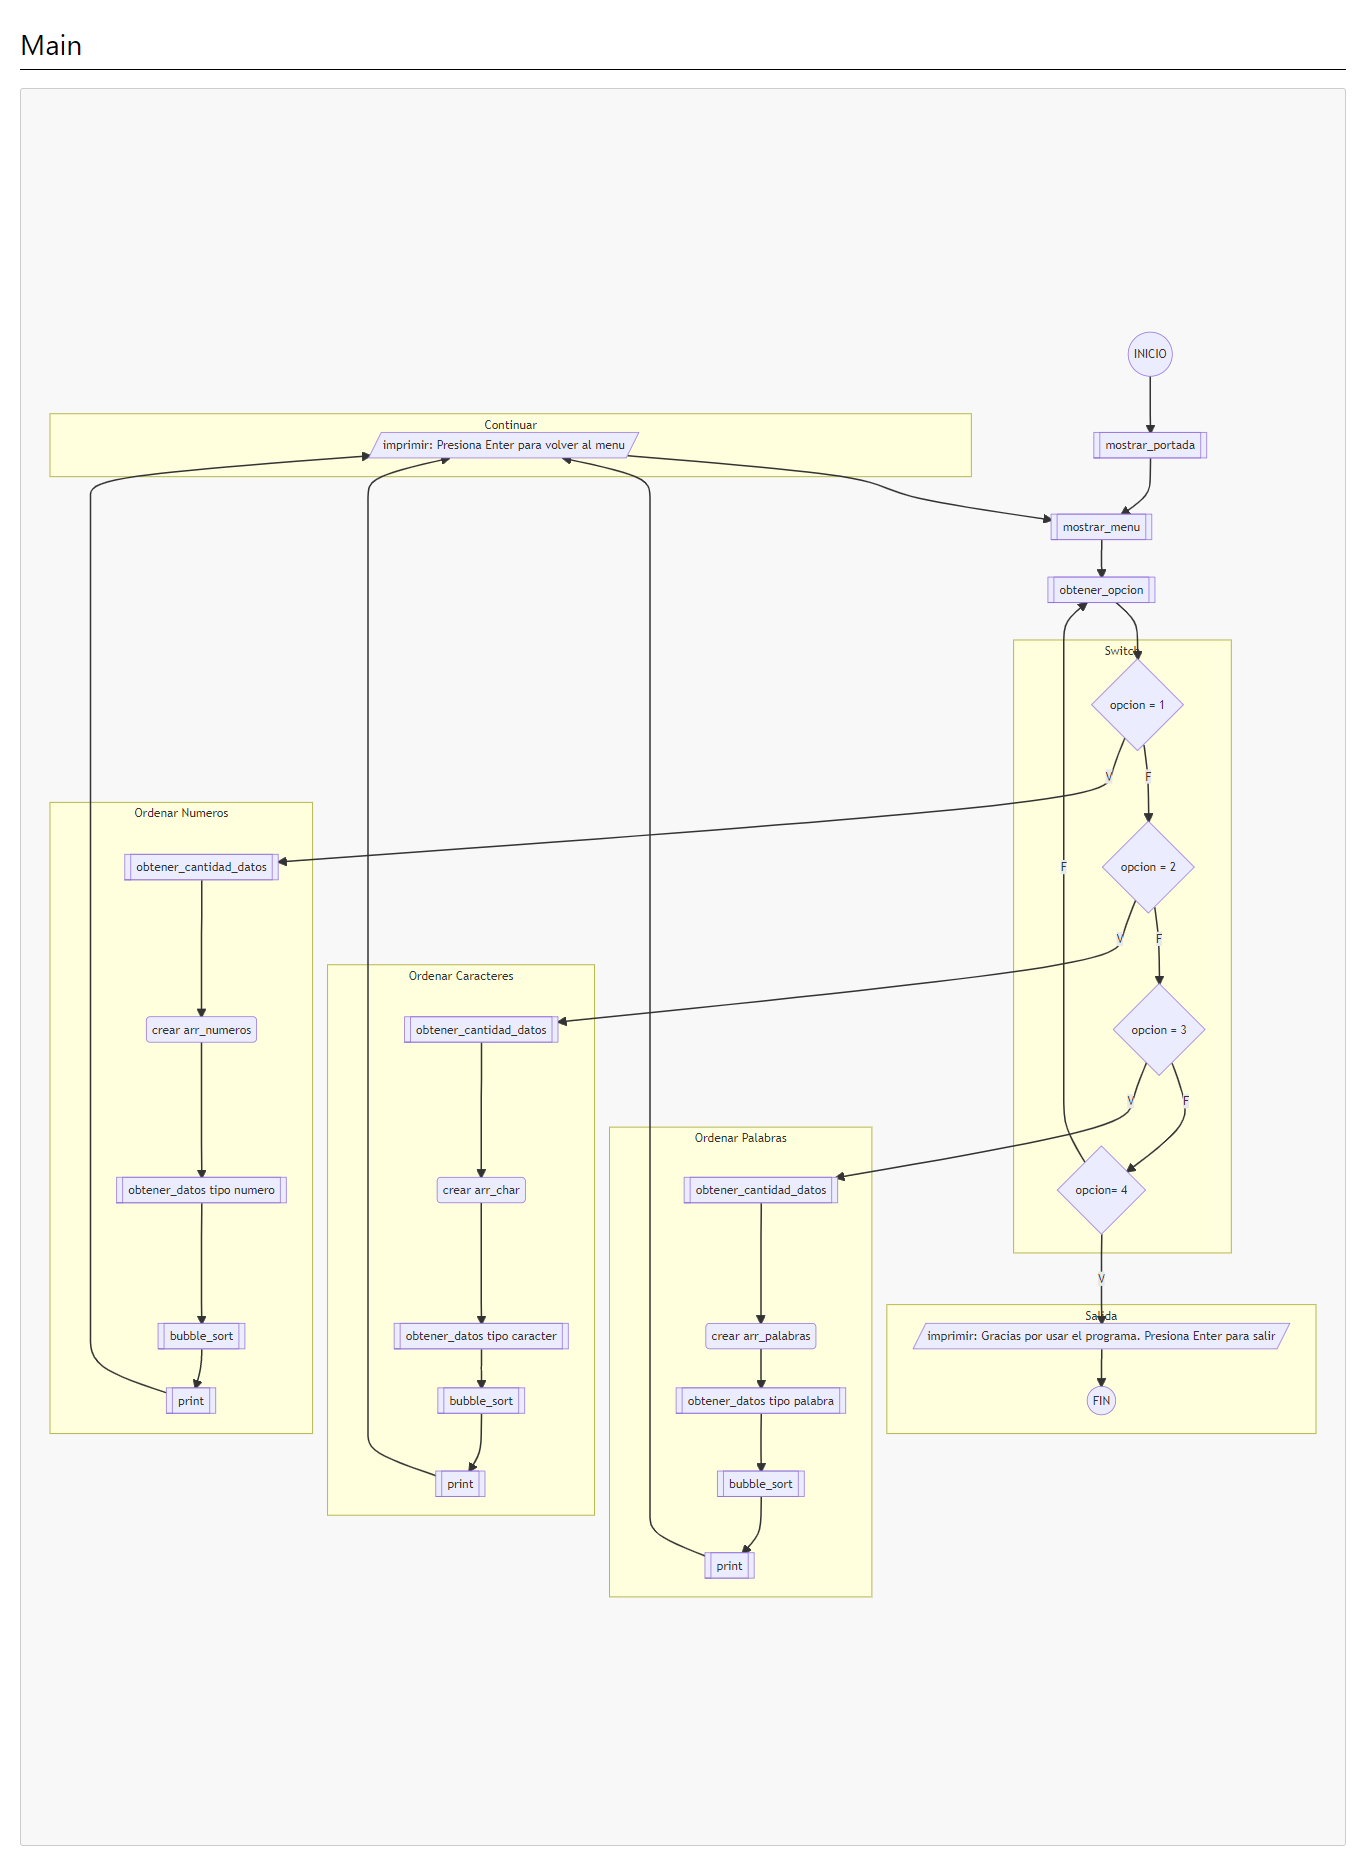 Main
INICIO
Continuar
imprimir: Presiona Enter para volver al menu
mostrar_portada
mostrar_menu
obtener_opcion
Switch
opcion = 1
V
F
Ordenar Numeros
obtener_cantidad_datos
F
opcion = 2
V
F
Ordenar Caracteres
crear arr_numeros
obtener_cantidad_datos
opcion = 3
V
F
Ordenar Palabras
obtener_datos tipo numero
crear arr_char
obtener_cantidad_datos
opcion= 4
V
Salida
bubble_sort
obtener_datos tipo caracter
crear arr_palabras
imprimir: Gracias por usar el programa. Presiona Enter para salir
print
bubble_sort
obtener_datos tipo palabra
FIN
print
bubble_sort
print